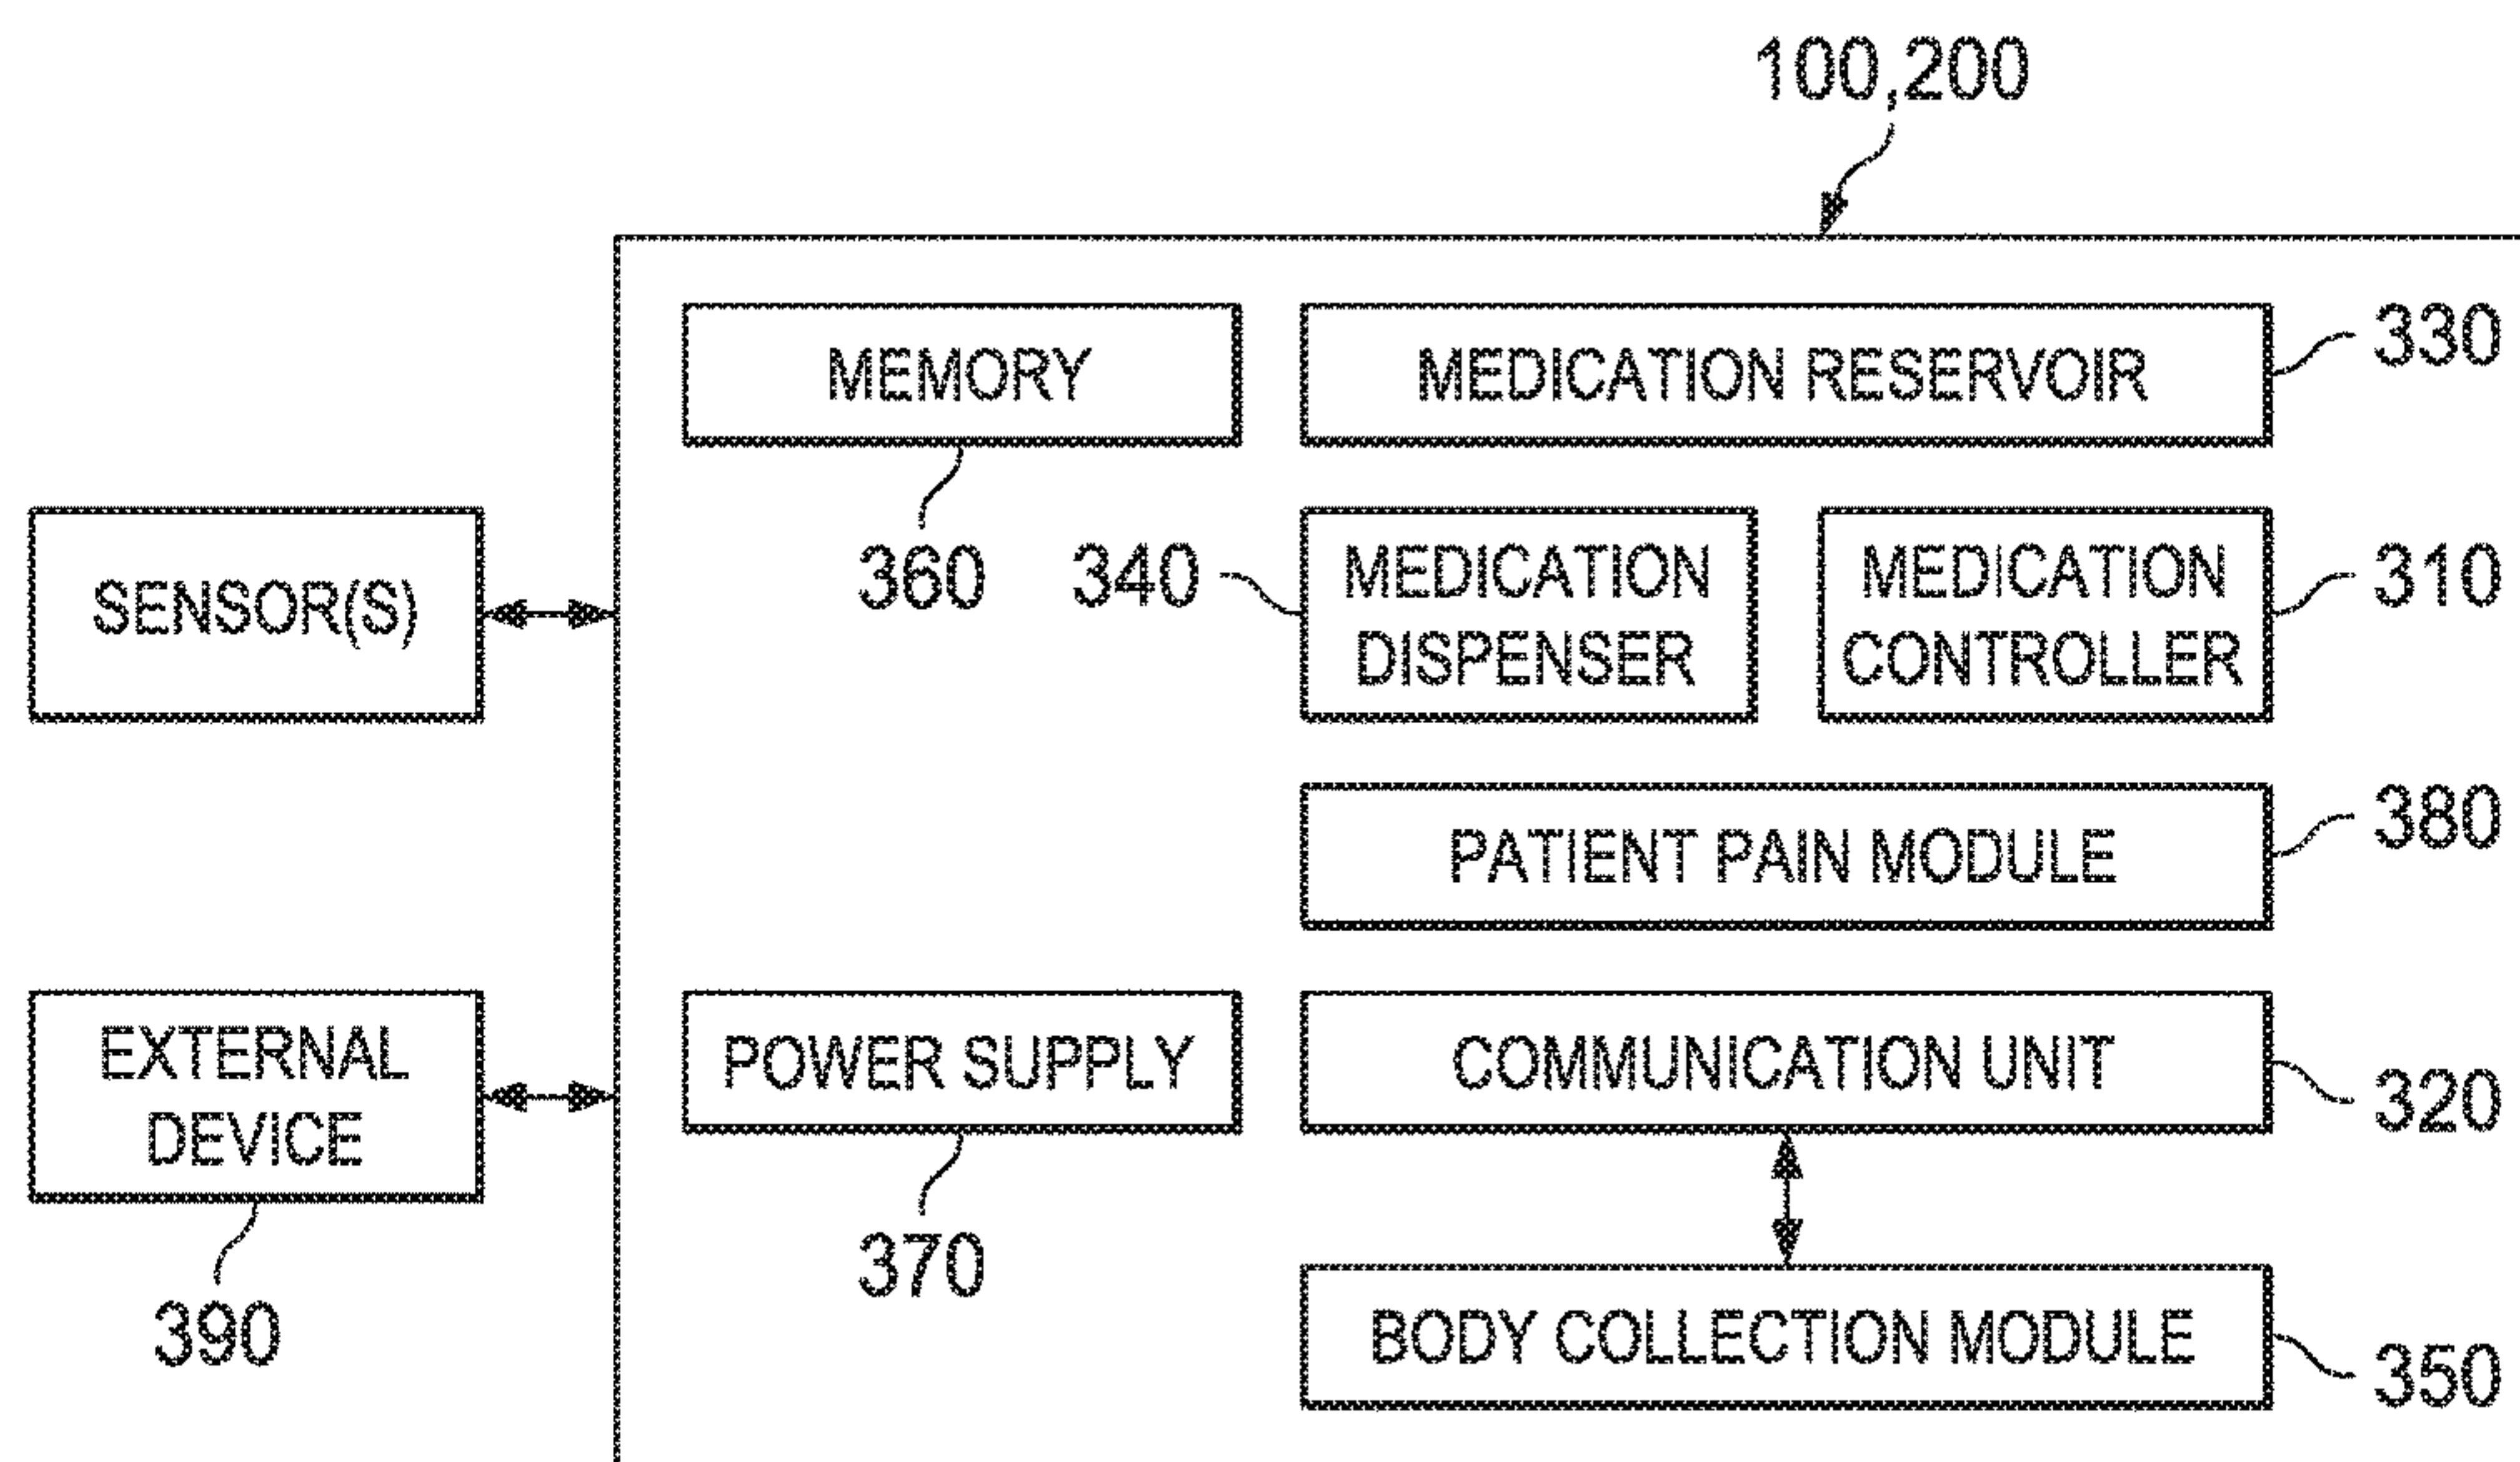 100,200
MEMORY
MEDICATION RESERVOIR
330
360
SENSOR(S)
340
MEDICATION
DISPENSER
MEDICATION
CONTROLLER
310
PATIENT PAIN MODULE
380
EXTERNAL
DEVICE
390
POWER SUPPLY
370
COMMUNICATION UNIT
320
BODY COLLECTION MODULE
350